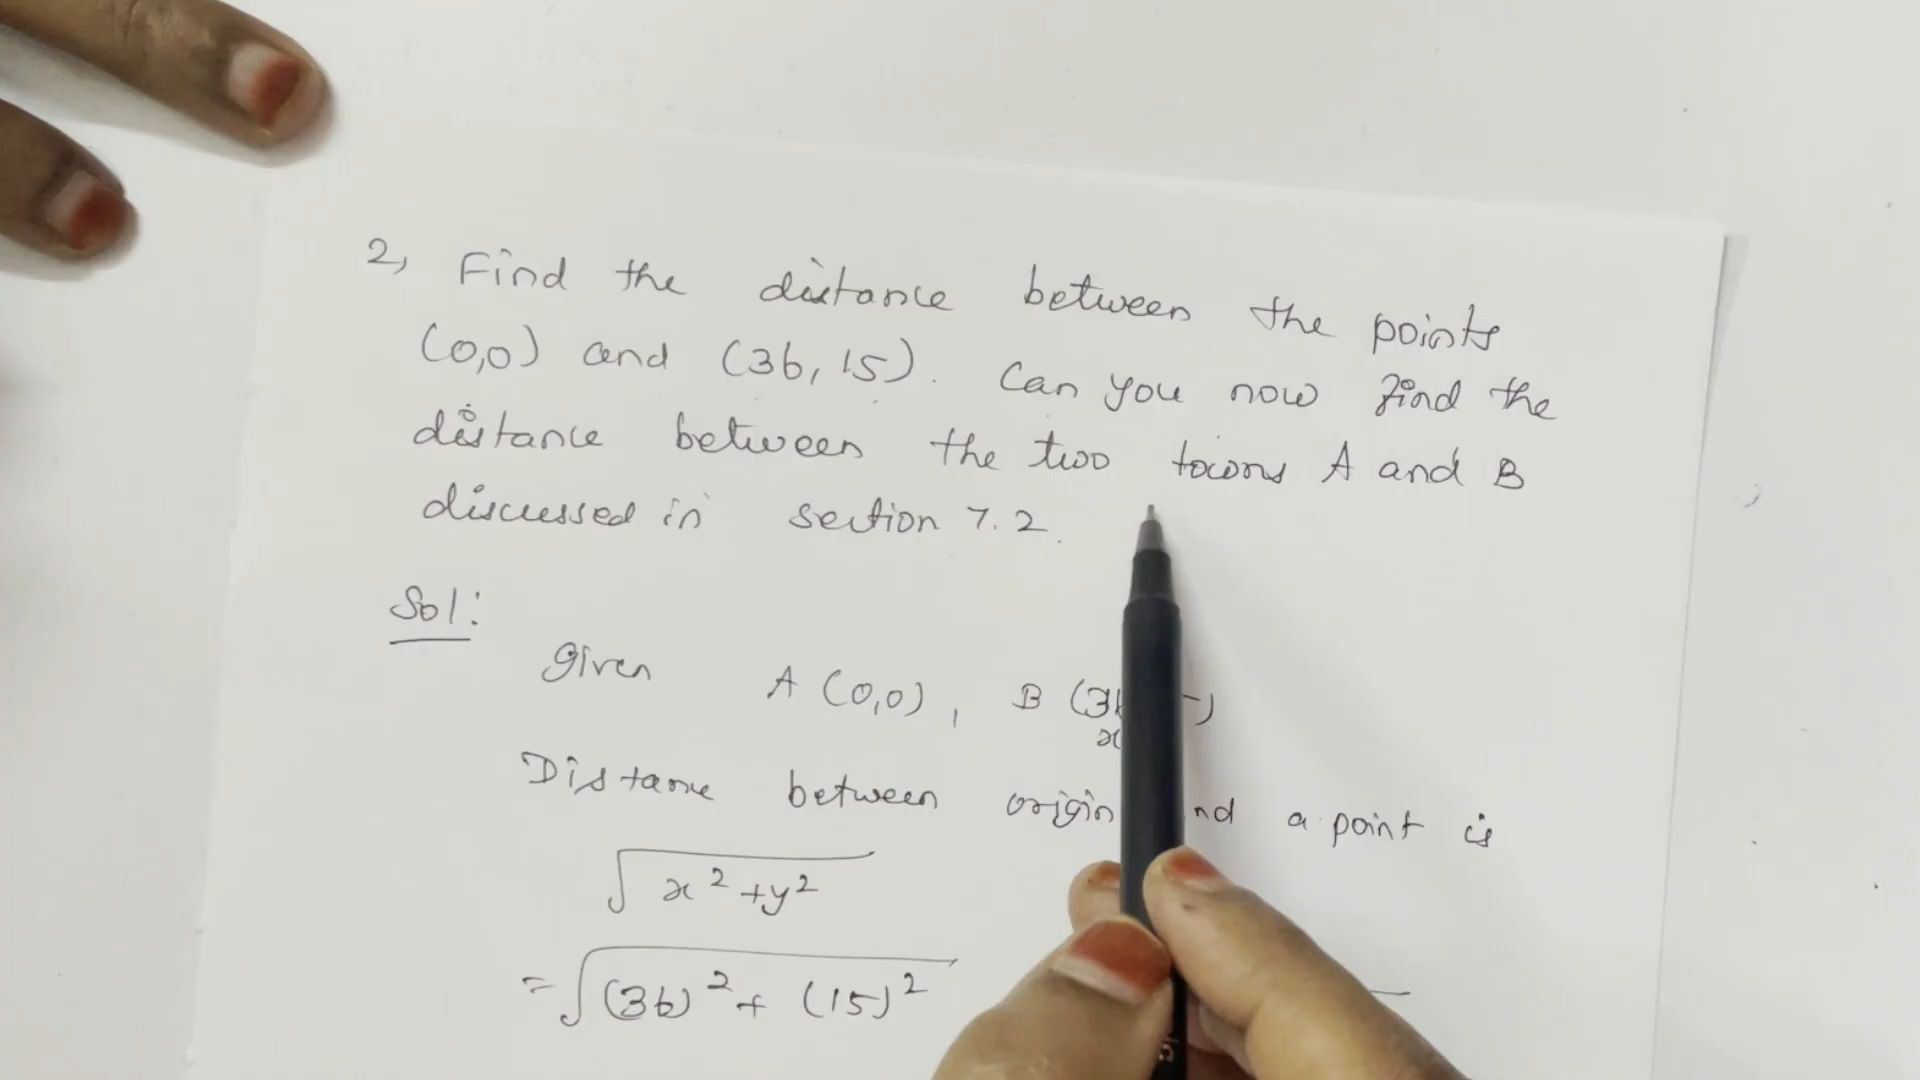 2, Find the distance between the points
(0,0) and (36, 15). Can you now find the
distance between the two towns A and B
discussed in section 7.2.
Sol:
Given A (0,0), B (3 )
x
Distance between origin nd a point is
√x²+y²
= √(36)² + (15)²